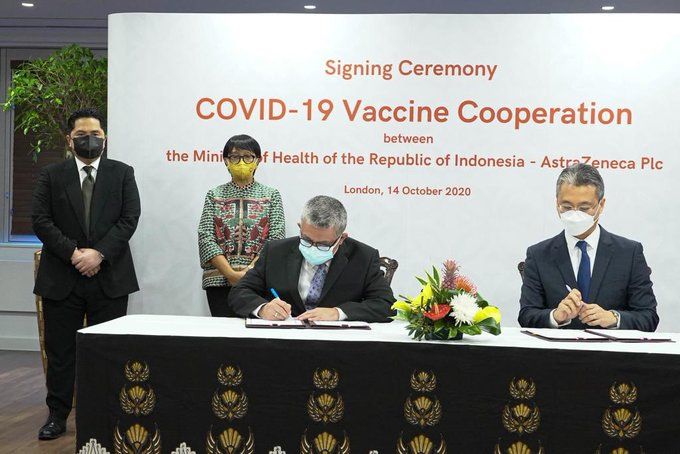 Signing Ceremony
COVID-19 Vaccine Cooperation
between
the of Health of the Republic of Indonesia - AstraZeneca Plc
London, 14 October 2020